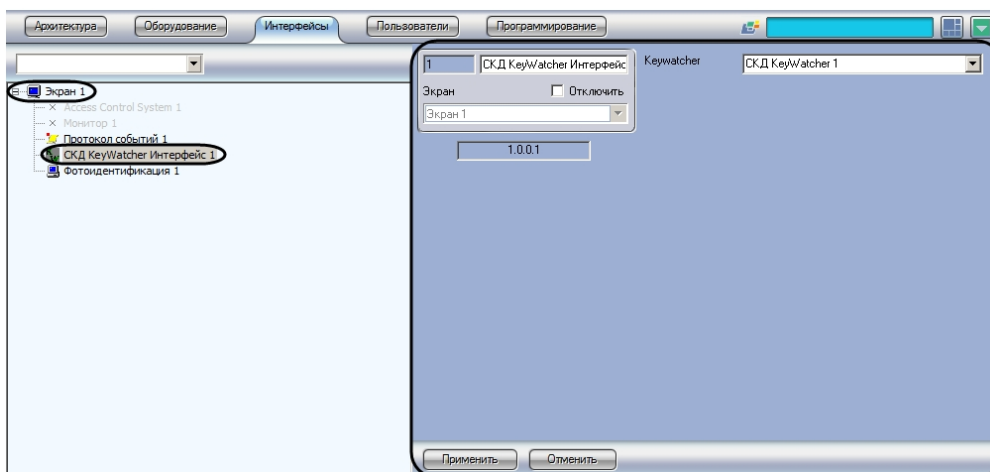 Архитектура Оборудование Интерфейсы Пользователи Программирование
Экран 1
Access Control System 1
Монитор 1
Протокол событий 1
СКД KeyWatcher Интерфейс 1
Фотоидентификация 1
1 СКД KeyWatcher Интерфейс
Экран Отключить
Экран 1
1.0.0.1
Keywatcher СКД KeyWatcher 1
Применить Отменить